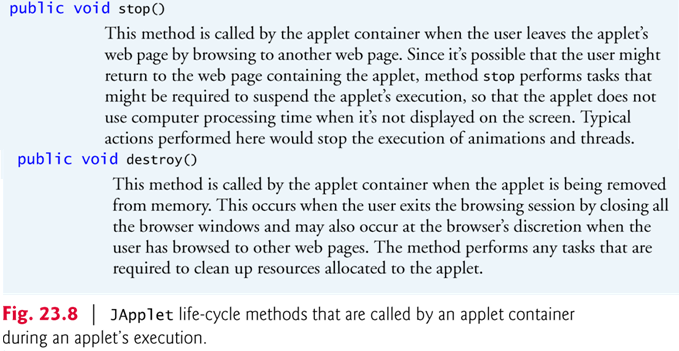 public void stop()
This method is called by the applet container when the user leaves the applet’s
web page by browsing to another web page. Since it’s possible that the user might
return to the web page containing the applet, method stop performs tasks that
might be required to suspend the applet’s execution, so that the applet does not
use computer processing time when it’s not displayed on the screen. Typical
actions performed here would stop the execution of animations and threads.
public void destroy()
This method is called by the applet container when the applet is being removed
from memory. This occurs when the user exits the browsing session by closing all
the browser windows and may also occur at the browser’s discretion when the
user has browsed to other web pages. The method performs any tasks that are
required to clean up resources allocated to the applet.
Fig. 23.8 | JApplet life-cycle methods that are called by an applet container
during an applet’s execution.